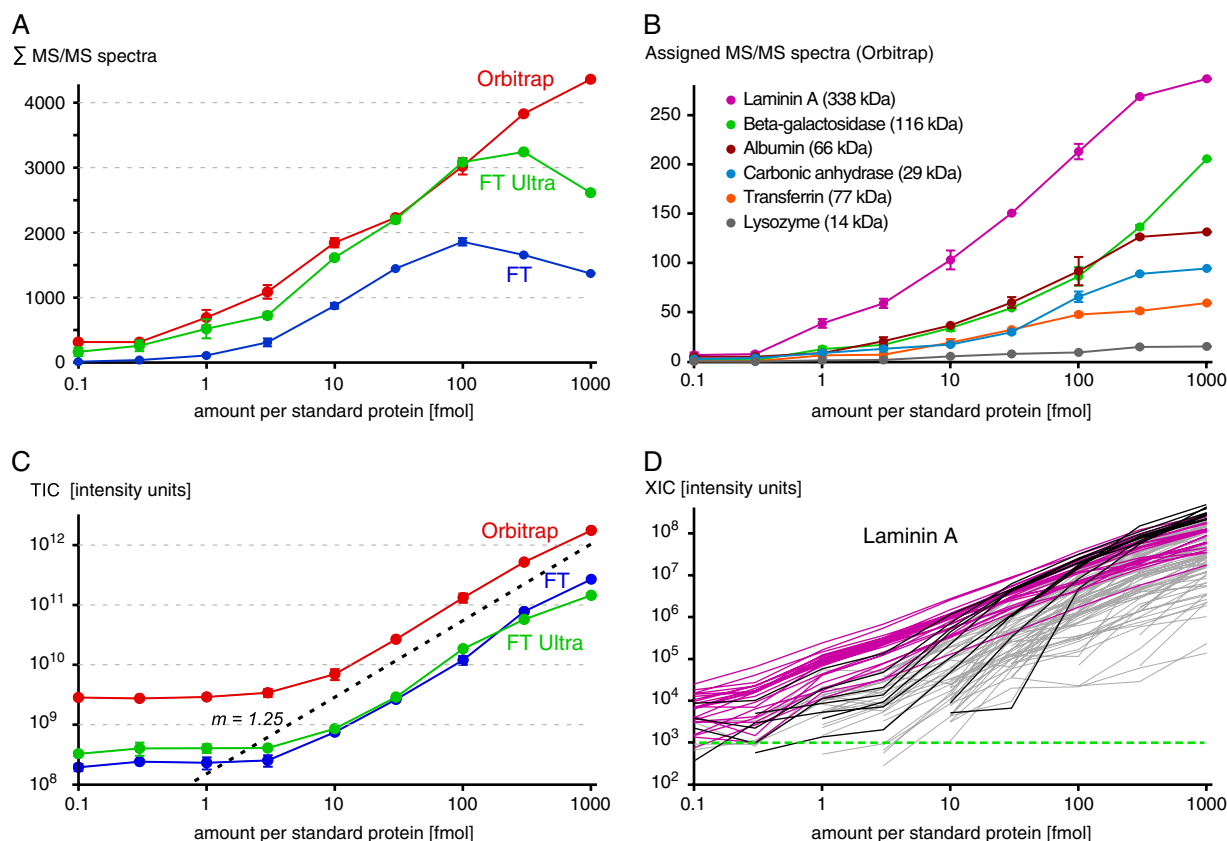 A
∑ MS/MS spectra
4000
3000
2000
1000
0
Orbitrap
FT Ultra
FT
0.1 1 10 100 1000
amount per standard protein [fmol]
B
Assigned MS/MS spectra (Orbitrap)
250
200
150
100
50
0
Laminin A (338 kDa)
Beta-galactosidase (116 kDa)
Albumin (66 kDa)
Carbonic anhydrase (29 kDa)
Transferrin (77 kDa)
Lysozyme (14 kDa)
0.1 1 10 100 1000
amount per standard protein [fmol]
C
TIC [intensity units]
10¹²
10¹¹
10¹⁰
10⁹
10⁸
Orbitrap
FT
FT Ultra
m = 1.25
0.1 1 10 100 1000
amount per standard protein [fmol]
D
XIC [intensity units]
Laminin A
10⁸
10⁷
10⁶
10⁵
10⁴
10³
10²
0.1 1 10 100 1000
amount per standard protein [fmol]